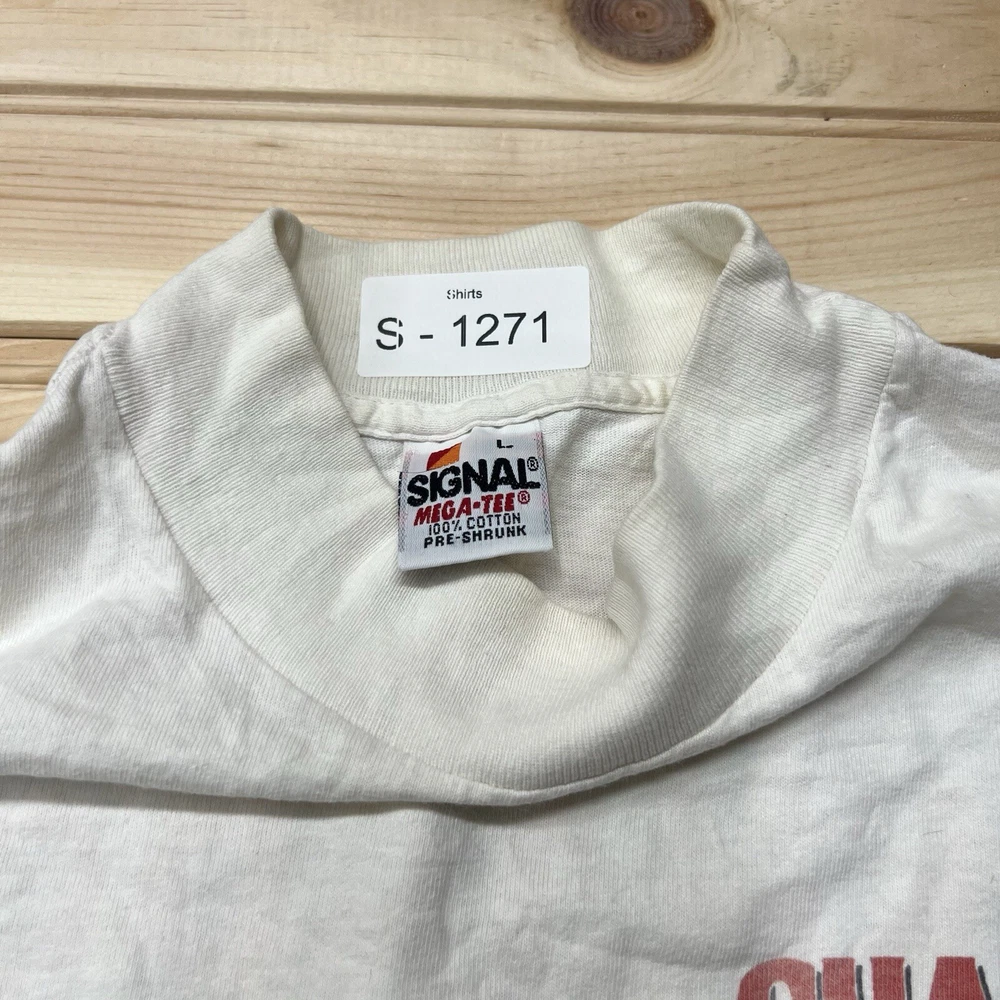 Shirts
S - 1271
L
SIGNAL®
MEGA-TEE®
100% COTTON
PRE-SHRUNK